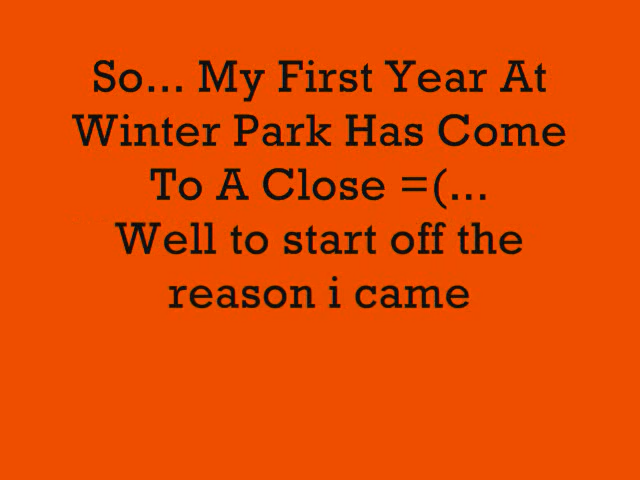 So... My First Year At
Winter Park Has Come
To A Close =(...
Well to start off the
reason i came